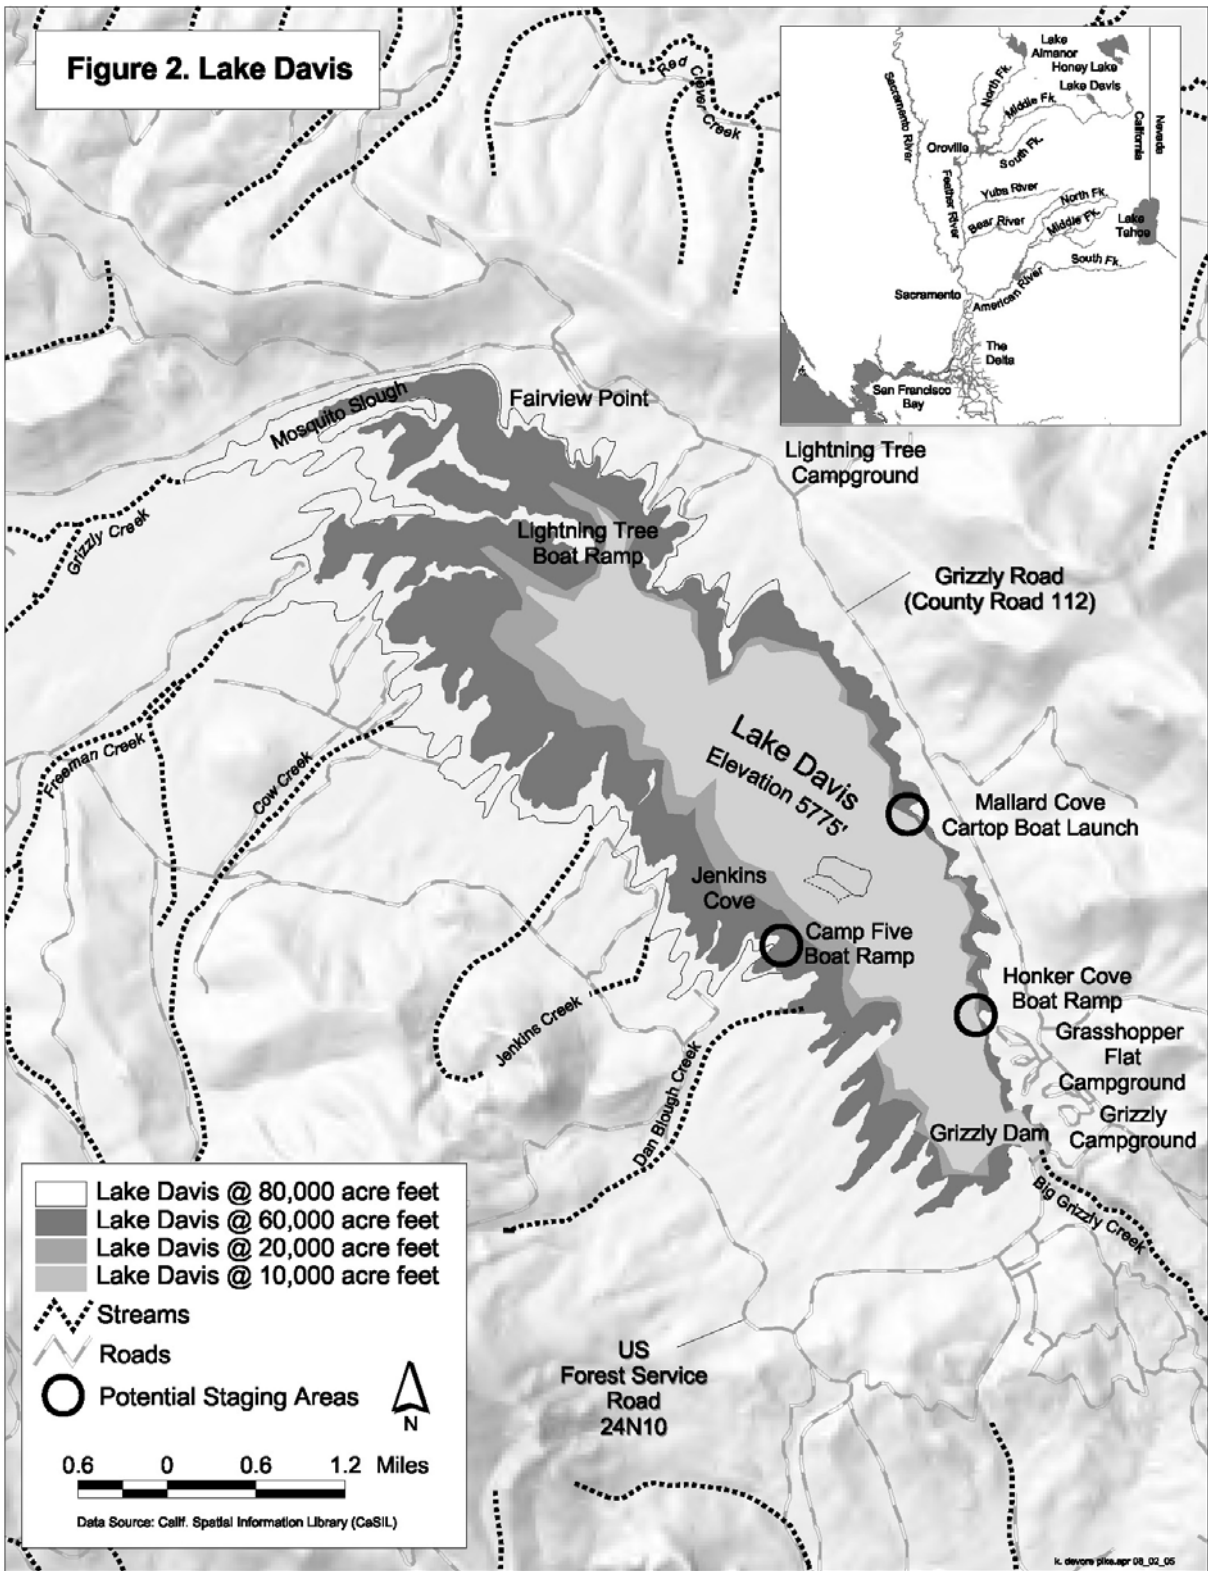 Figure 2. Lake Davis
Red Clover Creek
Lake
Almanor
Honey Lake
Lake Davis
North Fk.
Middle Fk.
South Fk.
Sacramento River
Oroville
California
Nevada
Feather River
Yuba River
Bear River
North Fk.
Middle Fk.
Lake
Tahoe
South Fk.
American River
Sacramento
The
Delta
San Francisco
Bay
Mosquito Slough
Fairview Point
Lightning Tree
Campground
Grizzly Creek
Lightning Tree
Boat Ramp
Grizzly Road
(County Road 112)
Freeman Creek
Cow Creek
Lake Davis
Elevation 5775'
Mallard Cove
Cartop Boat Launch
Jenkins
Cove
Camp Five
Boat Ramp
Honker Cove
Boat Ramp
Jenkins Creek
Grasshopper
Flat
Campground
Dan Blough Creek
Grizzly Dam
Grizzly
Campground
Big Grizzly Creek
Lake Davis @ 80,000 acre feet
Lake Davis @ 60,000 acre feet
Lake Davis @ 20,000 acre feet
Lake Davis @ 10,000 acre feet
Streams
Roads
Potential Staging Areas
N
0.6 0 0.6 1.2 Miles
Data Source: Calif. Spatial Information Library (CaSIL)
US
Forest Service
Road
24N10
k. devore pike.apr 08_02_05